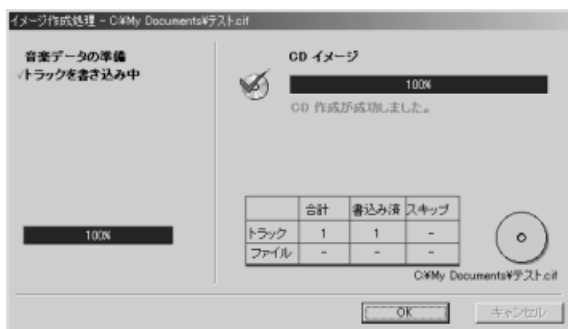 イメージ作成処理 - C:¥My Documents¥テスト.cif
音楽データの準備
√トラックを書き込み中
100%
CD イメージ
100%
CD 作成が成功しました。
合計 書込み済 スキップ
トラック 1 1 -
ファイル - - -
C:¥My Documents¥テスト.cif
OK キャンセル